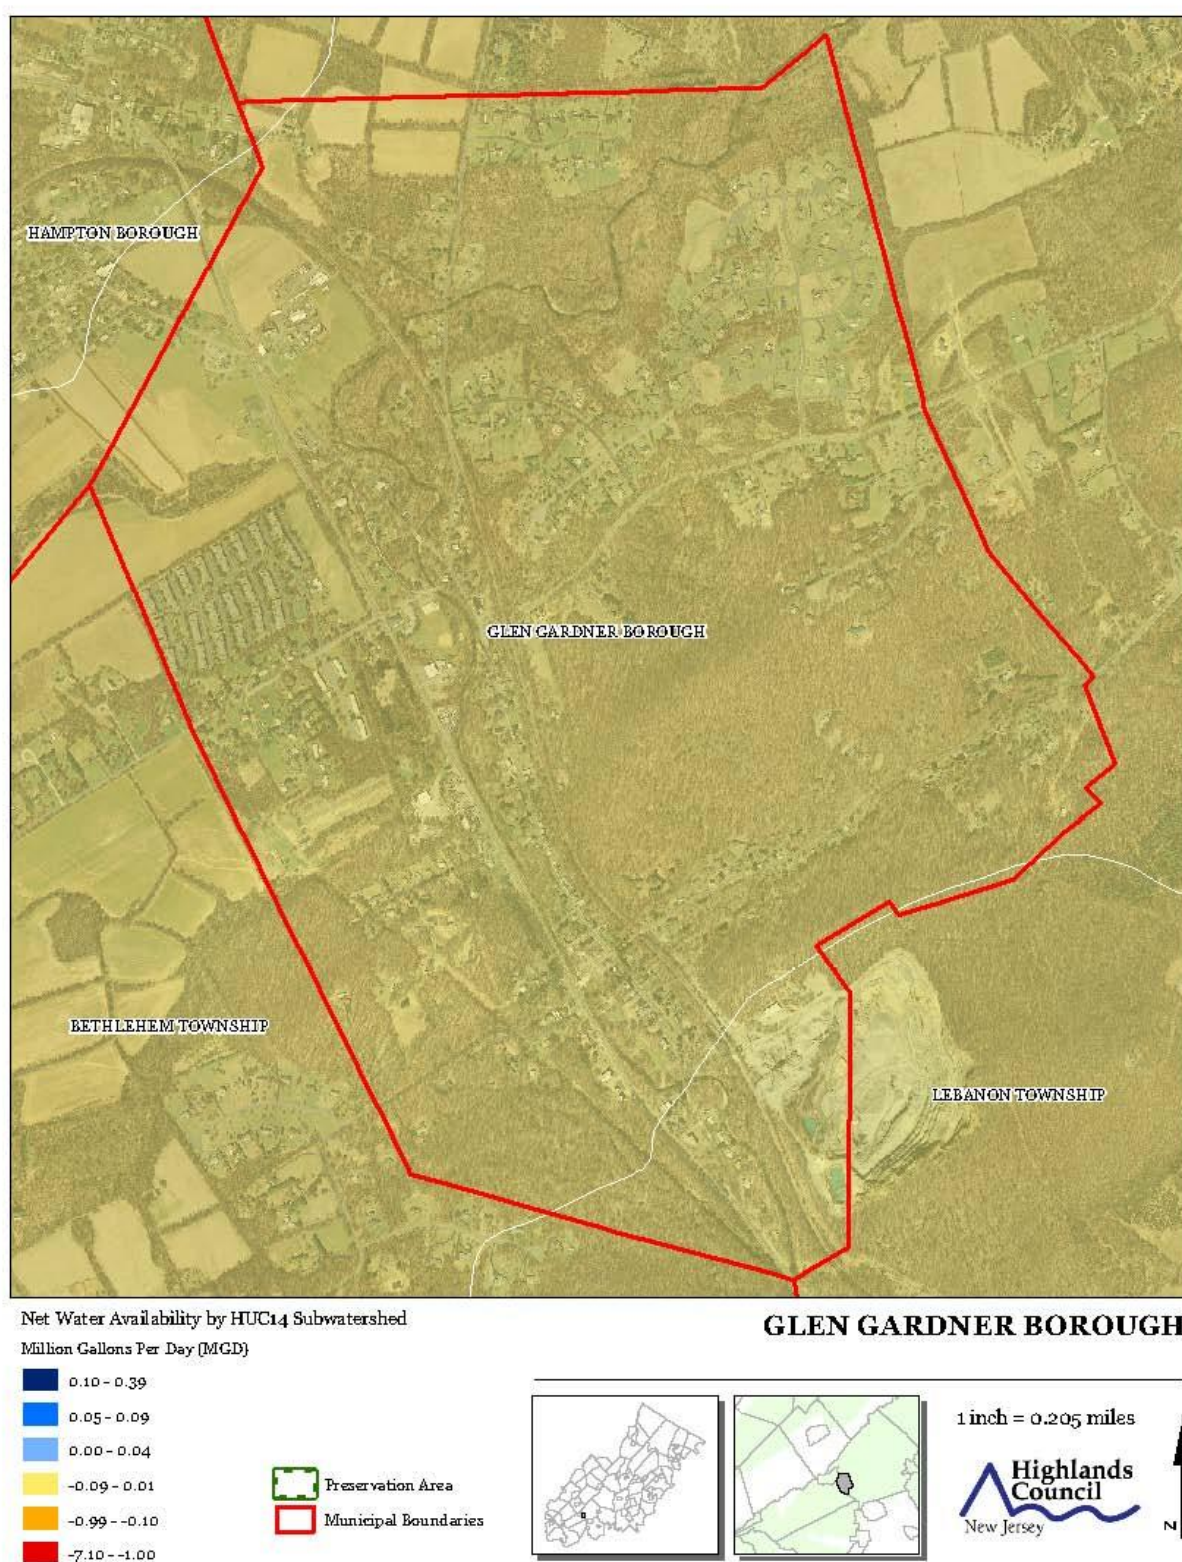 HAMPTON BOROUGH
GLEN GARDNER BOROUGH
BETHLEHEM TOWNSHIP
LEBANON TOWNSHIP
Net Water Availability by HUC14 Subwatershed
Million Gallons Per Day (MGD)
0.10 - 0.39
0.05 - 0.09
0.00 - 0.04
-0.09 - 0.01
-0.99 - -0.10
-7.10 - -1.00
Preservation Area
Municipal Boundaries
GLEN GARDNER BOROUGH
1 inch = 0.205 miles
Highlands
Council
New Jersey
N